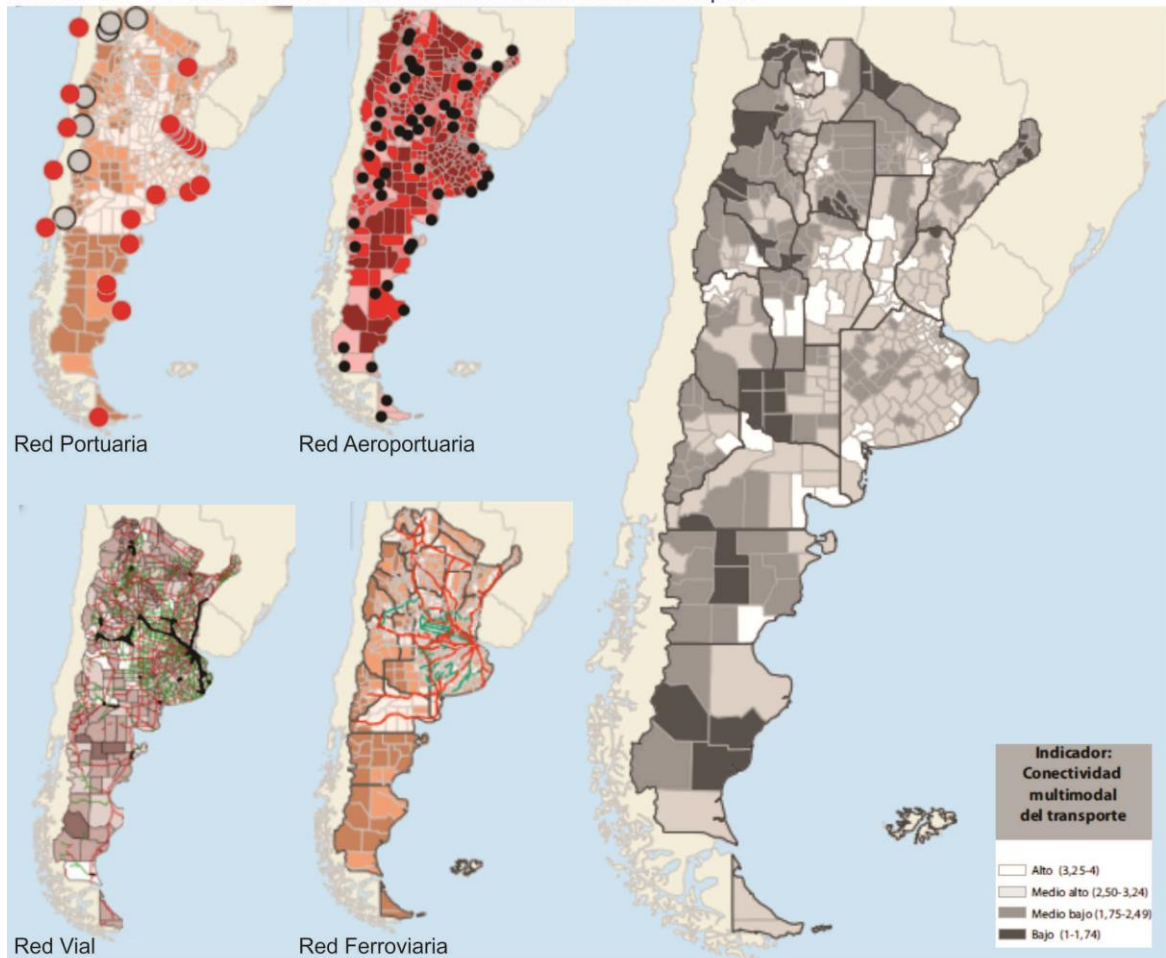 Red Portuaria
Red Aeroportuaria
Red Vial
Red Ferroviaria
Indicador:
Conectividad
multimodal
del transporte
Alto (3,25-4)
Medio alto (2,50-3,24)
Medio bajo (1,75-2,49)
Bajo (1-1,74)